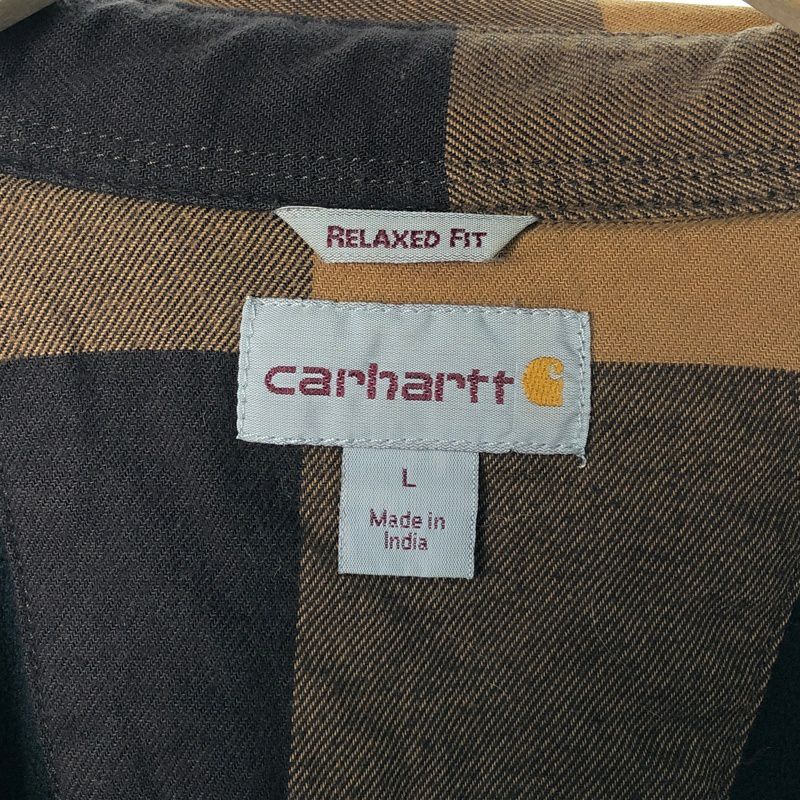 RELAXED FIT
carhartt
L
Made in
India